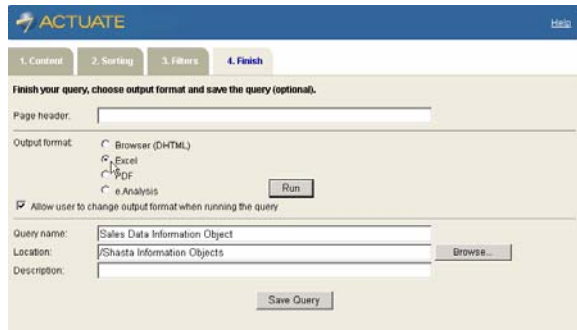 ACTUATE
Help
1. Content 2. Sorting 3. Filters 4. Finish
Finish your query, choose output format and save the query (optional).
Page header:
Output format: Browser (DHTML)
Excel
PDF
e.Analysis
Run
Allow user to change output format when running the query
Query name: Sales Data Information Object
Location: /Shasta Information Objects Browse...
Description:
Save Query